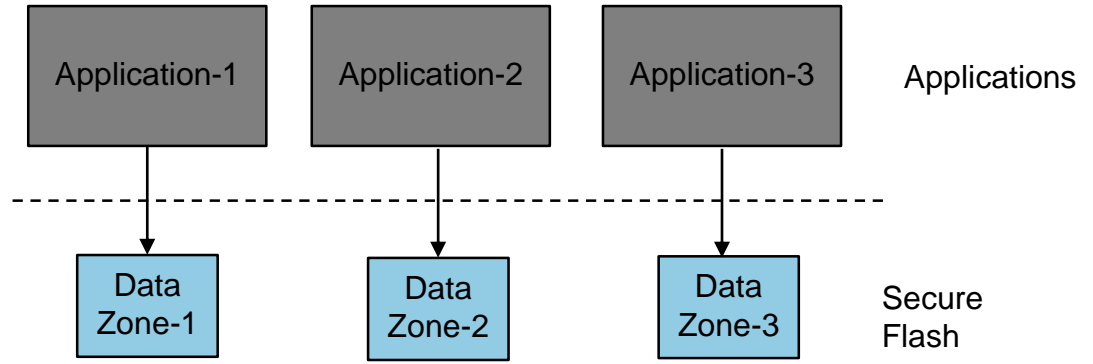 Application-1
Application-2
Application-3
Applications
Data
Zone-1
Data
Zone-2
Data
Zone-3
Secure
Flash